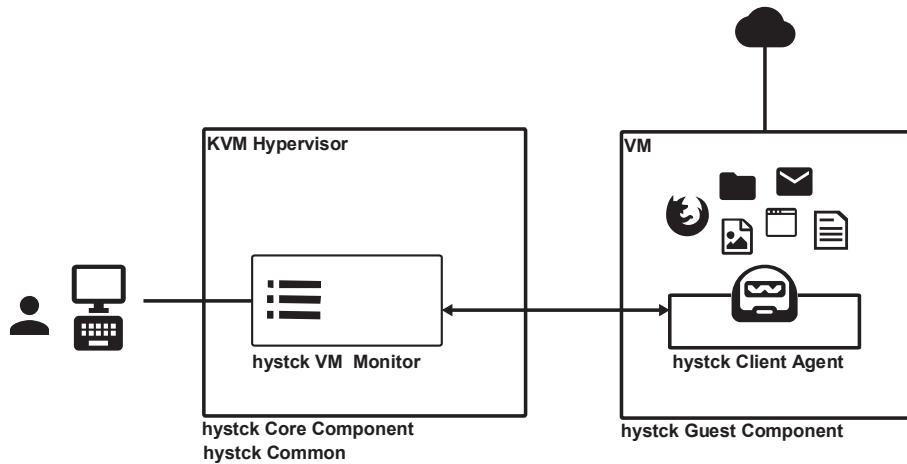 KVM Hypervisor
VM
hystck VM Monitor
hystck Client Agent
hystck Core Component
hystck Common
hystck Guest Component